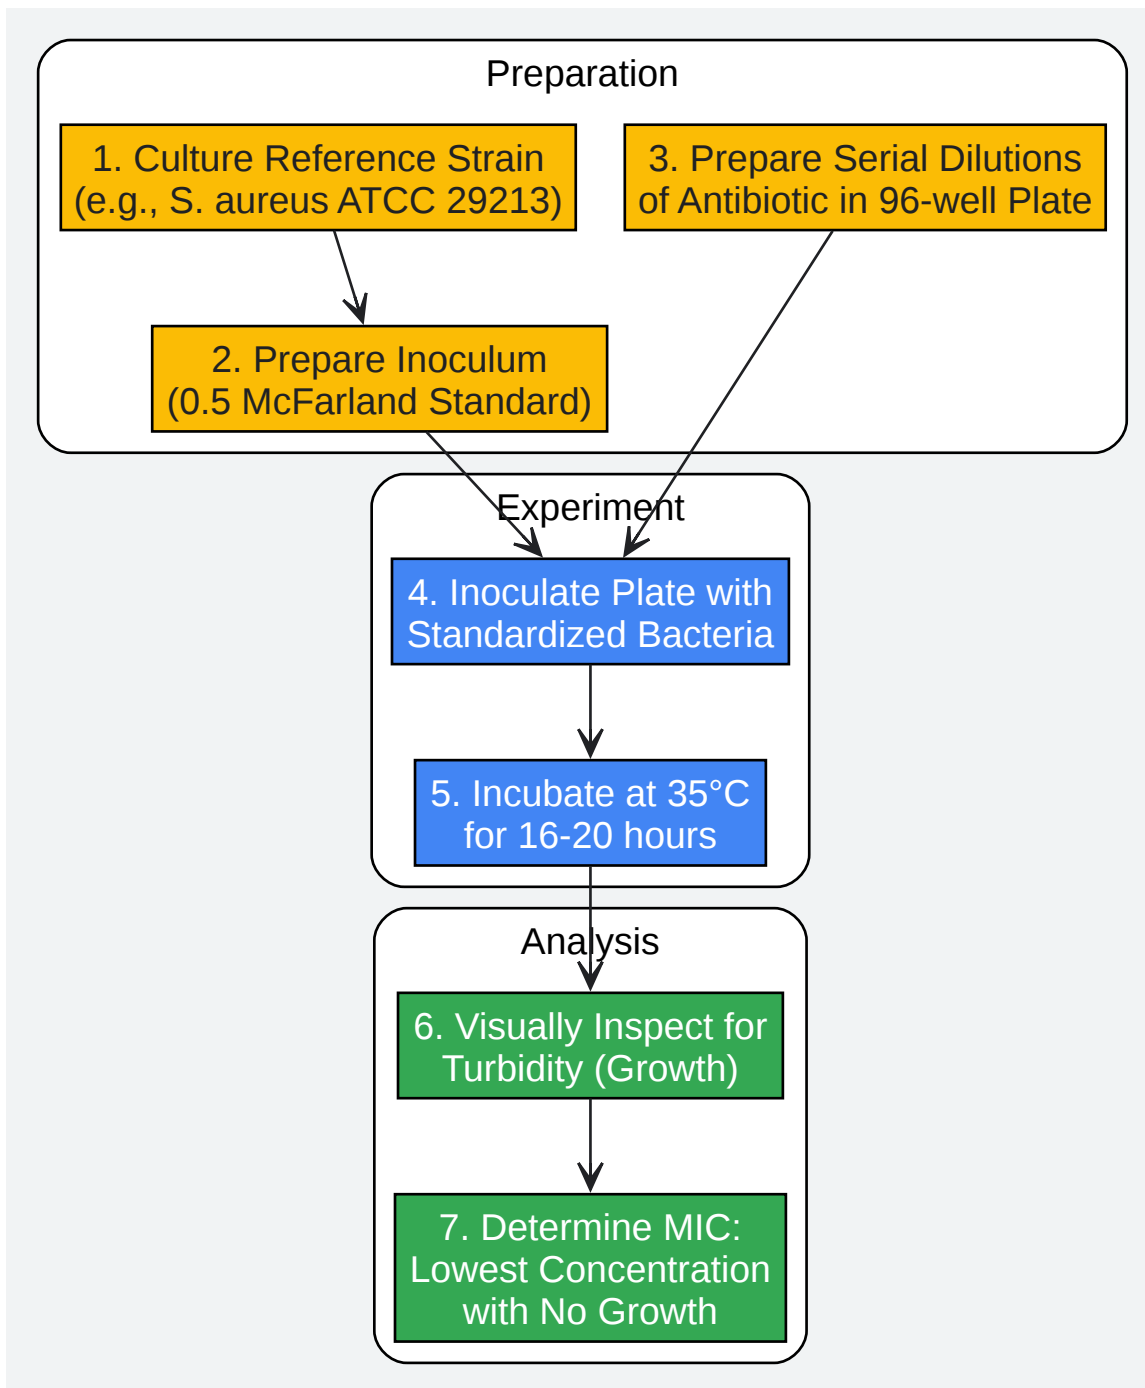 Preparation
1. Culture Reference Strain
(e.g., S. aureus ATCC 29213)
3. Prepare Serial Dilutions
of Antibiotic in 96-well Plate
2. Prepare Inoculum
(0.5 McFarland Standard)
Experiment
4. Inoculate Plate with
Standardized Bacteria
5. Incubate at 35°C
for 16-20 hours
Analysis
6. Visually Inspect for
Turbidity (Growth)
7. Determine MIC:
Lowest Concentration
with No Growth